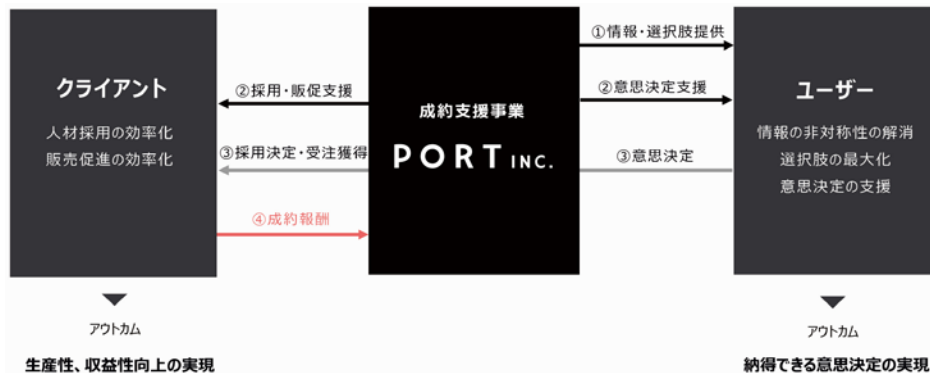 クライアント
人材採用の効率化
販売促進の効率化
アウトカム
生産性、収益性向上の実現
②採用・販促支援
③採用決定・受注獲得
④成約報酬
成約支援事業
PORT INC.
①情報・選択肢提供
②意思決定支援
③意思決定
ユーザー
情報の非対称性の解消
選択肢の最大化
意思決定の支援
アウトカム
納得できる意思決定の実現